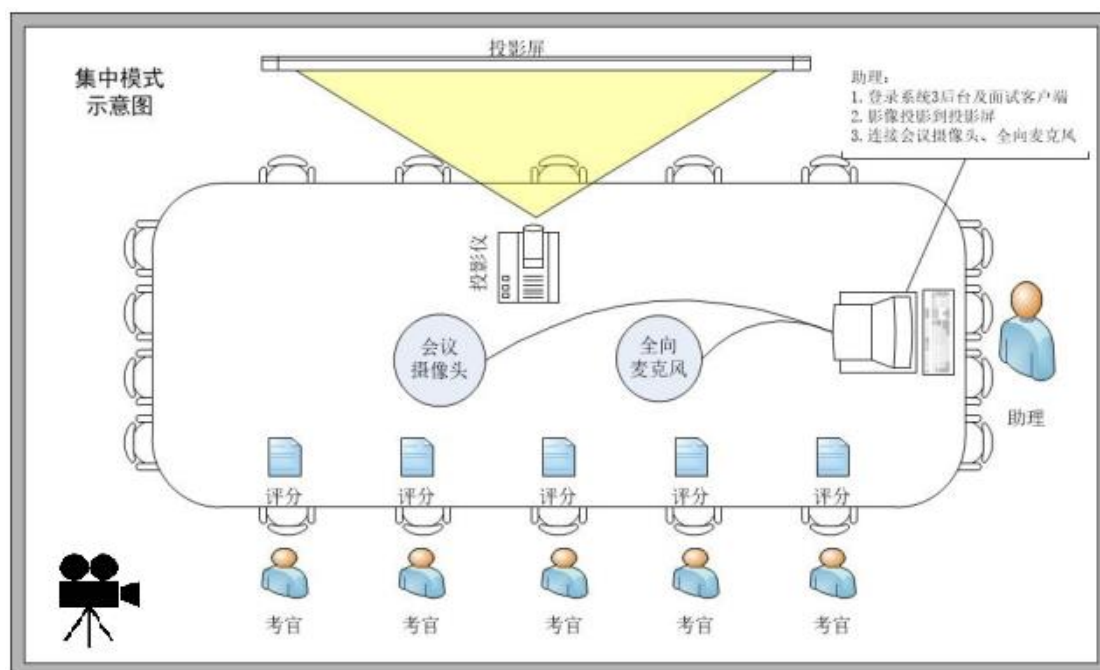 投影屏
集中模式
示意图
助理：
1. 登录系统3后台及面试客户端
2. 影像投影到投影屏
3. 连接会议摄像头、全向麦克风
投影仪
会议
摄像头
全向
麦克风
助理
评分
评分
评分
评分
评分
考官
考官
考官
考官
考官